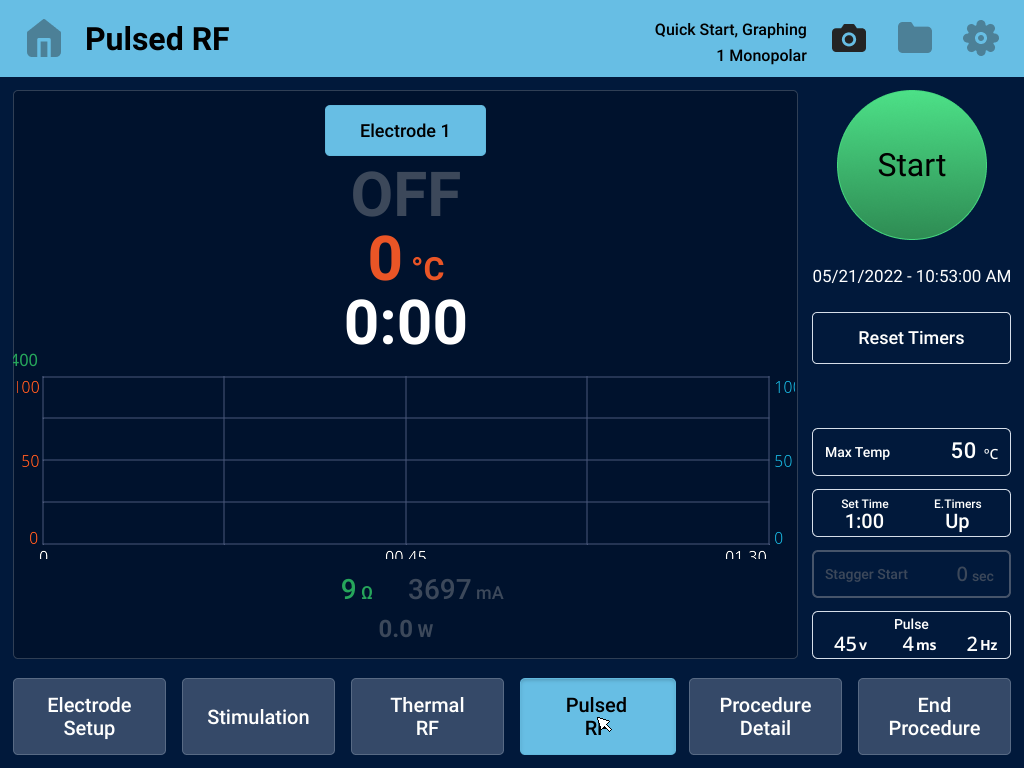 Pulsed RF
Quick Start, Graphing
1 Monopolar
Electrode 1
OFF
0 °C
0:00
400
100
100
50
50
0
0
0
00.45
01.30
9 Ω 3697 mA
0.0 W
Start
05/21/2022 - 10:53:00 AM
Reset Timers
Max Temp 50 °C
Set Time E.Timers
1:00 Up
Stagger Start 0 sec
Pulse
45 v 4 ms 2 Hz
Electrode
Setup
Stimulation
Thermal
RF
Pulsed
RF
Procedure
Detail
End
Procedure